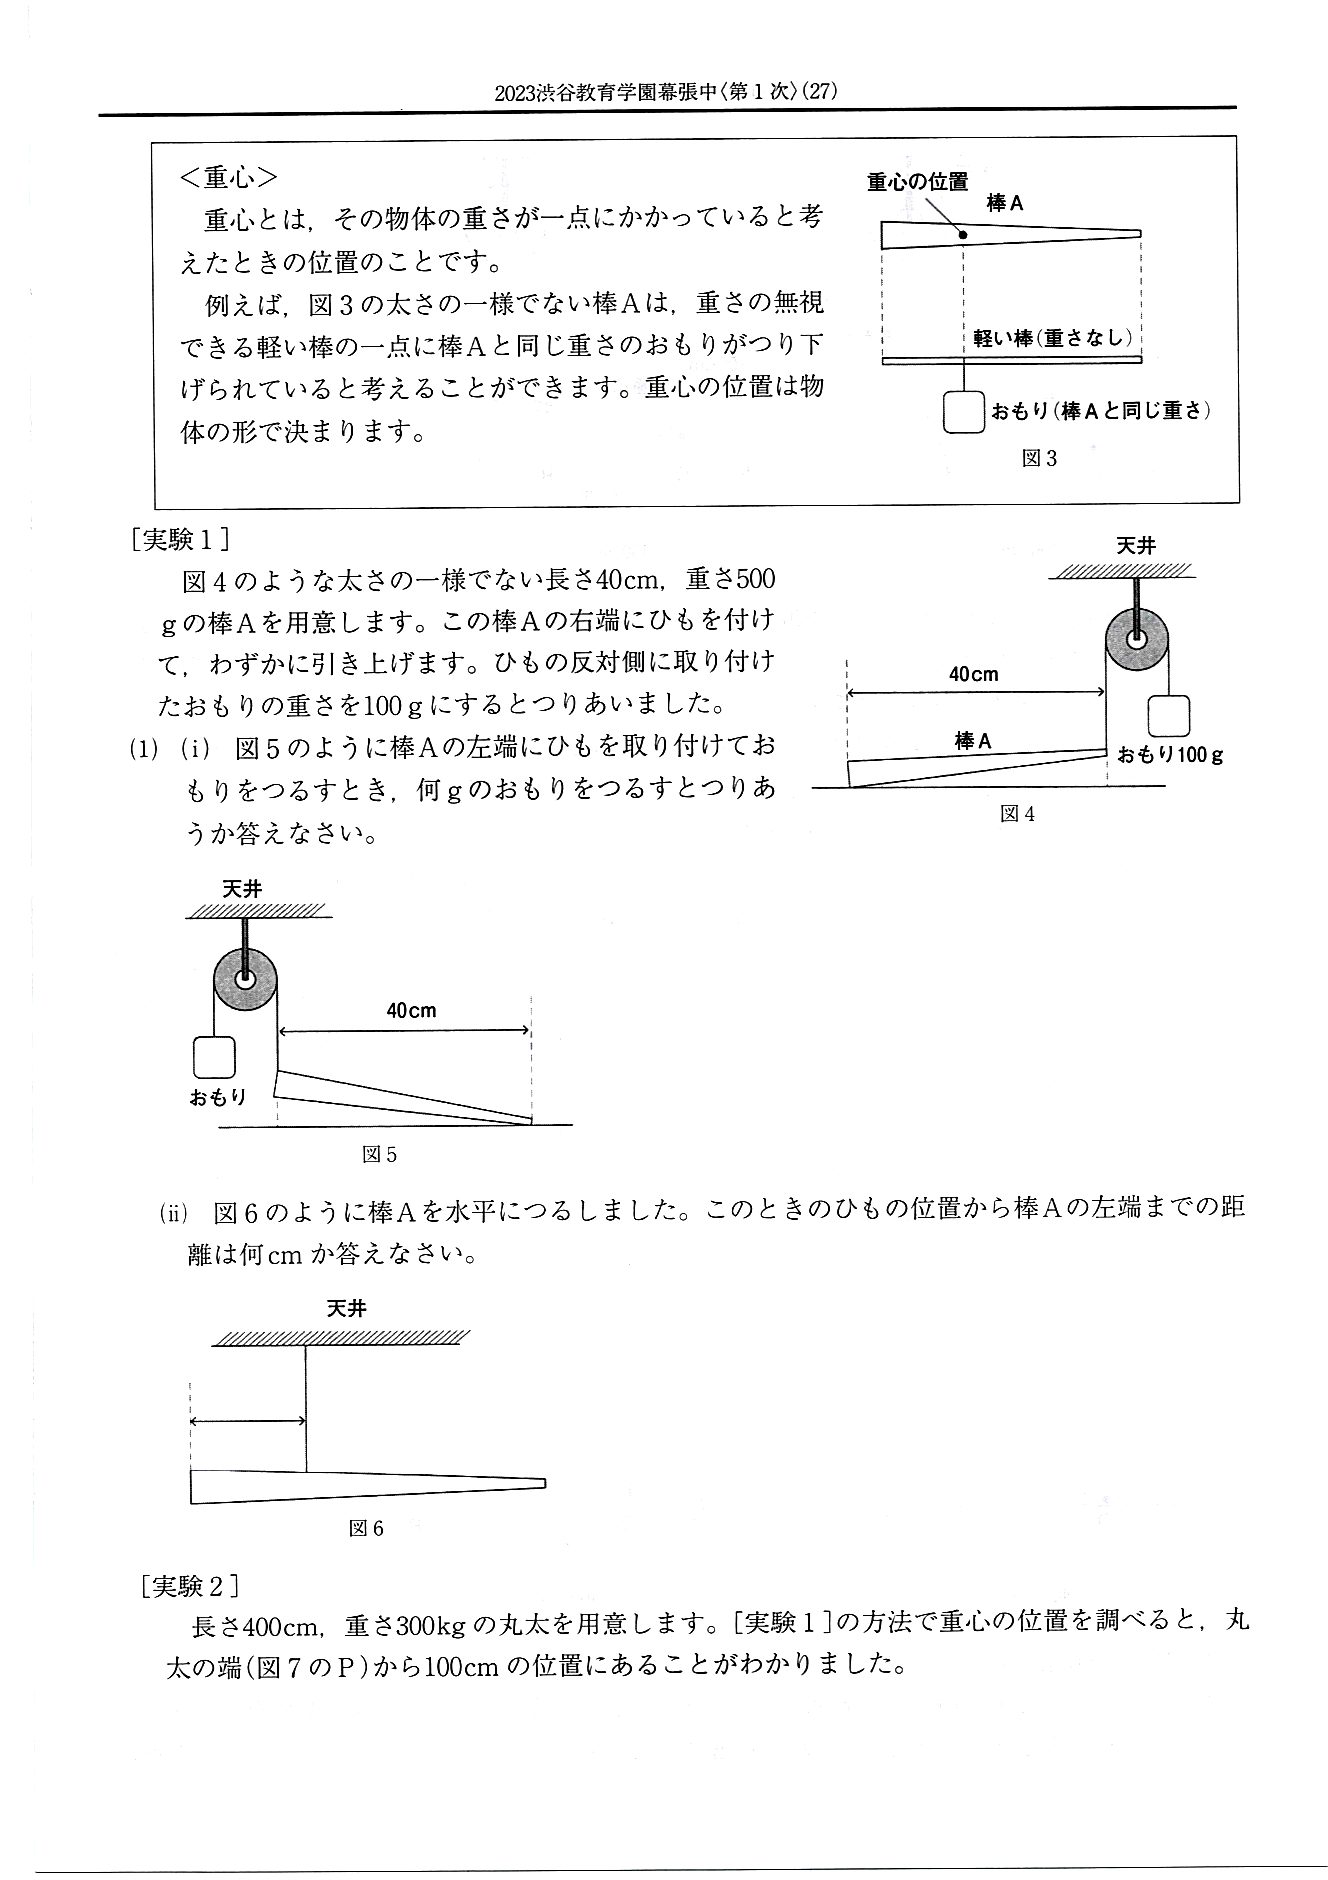 2023渋谷教育学園幕張中〈第1次〉(27)
＜重心＞
重心とは，その物体の重さが一点にかかっていると考
えたときの位置のことです。
例えば，図3の太さの一様でない棒Aは，重さの無視
できる軽い棒の一点に棒Aと同じ重さのおもりがつり下
げられていると考えることができます。重心の位置は物
体の形で決まります。
重心の位置
棒A
軽い棒(重さなし)
おもり(棒Aと同じ重さ)
図3
[実験1]
図4のような太さの一様でない長さ40cm，重さ500
gの棒Aを用意します。この棒Aの右端にひもを付け
て，わずかに引き上げます。ひもの反対側に取り付け
たおもりの重さを100gにするとつりあいました。
(1) (i) 図5のように棒Aの左端にひもを取り付けてお
もりをつるすとき，何gのおもりをつるすとつりあ
うか答えなさい。
天井
40cm
棒A
おもり100g
図4
天井
40cm
おもり
図5
(ii) 図6のように棒Aを水平につるしました。このときのひもの位置から棒Aの左端までの距
離は何cmか答えなさい。
天井
図6
[実験2]
長さ400cm，重さ300kgの丸太を用意します。[実験1]の方法で重心の位置を調べると，丸
太の端(図7のP)から100cmの位置にあることがわかりました。